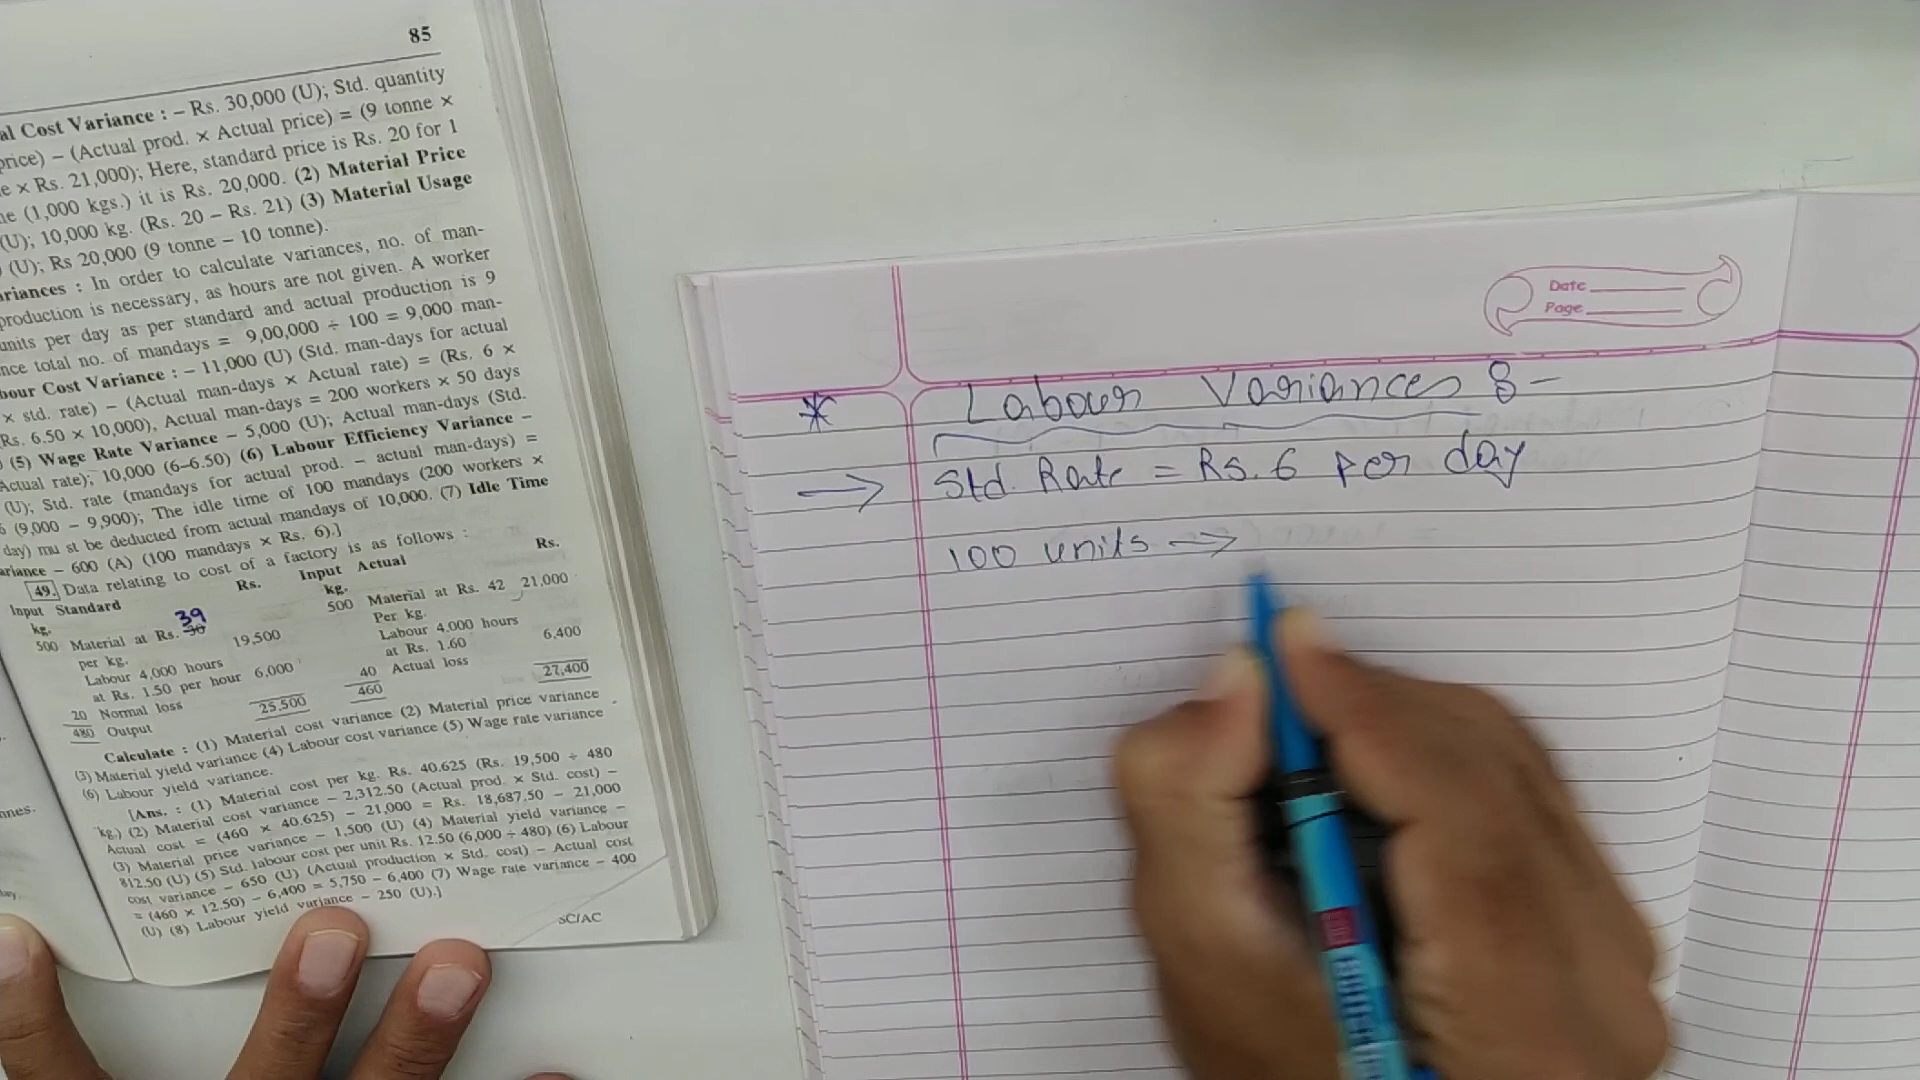 85
al Cost Variance : – Rs. 30,000 (U); Std. quantity
price) – (Actual prod. × Actual price) = (9 tonne ×
e × Rs. 21,000); Here, standard price is Rs. 20 for 1
ne (1,000 kgs.) it is Rs. 20,000. (2) Material Price
(U); 10,000 kg. (Rs. 20 – Rs. 21) (3) Material Usage
(U); Rs 20,000 (9 tonne – 10 tonne).
ariances : In order to calculate variances, no. of man-
production is necessary, as hours are not given. A worker
units per day as per standard and actual production is 9
nce total no. of mandays = 9,00,000 ÷ 100 = 9,000 man-
bour Cost Variance : – 11,000 (U) (Std. man-days for actual
× std. rate) – (Actual man-days × Actual rate) = (Rs. 6 ×
Rs. 6.50 × 10,000), Actual man-days = 200 workers × 50 days
(5) Wage Rate Variance – 5,000 (U); Actual man-days (Std.
Actual rate); 10,000 (6–6.50) (6) Labour Efficiency Variance –
(U); Std. rate (mandays for actual prod. – actual man-days) =
6 (9,000 – 9,900); The idle time of 100 mandays (200 workers ×
day) mu st be deducted from actual mandays of 10,000. (7) Idle Time
ariance – 600 (A) (100 mandays × Rs. 6).]
49. Data relating to cost of a factory is as follows :
Input Standard Rs. Input Actual Rs.
kg. kg.
500 Material at Rs. 30 39 19,500 500 Material at Rs. 42 21,000
per kg. Per kg.
Labour 4,000 hours 6,000 Labour 4,000 hours 6,400
at Rs. 1.50 per hour at Rs. 1.60
20 Normal loss 40 Actual loss
480 Output 25,500 460 27,400
Calculate : (1) Material cost variance (2) Material price variance
(3) Material yield variance (4) Labour cost variance (5) Wage rate variance
(6) Labour yield variance.
[Ans. : (1) Material cost per kg. Rs. 40.625 (Rs. 19,500 ÷ 480
kg.) (2) Material cost variance – 2,312.50 (Actual prod. × Std. cost) –
Actual cost = (460 × 40.625) – 21,000 = Rs. 18,687.50 – 21,000
(3) Material price variance – 1,500 (U) (4) Material yield variance –
812.50 (U) (5) Std. labour cost per unit Rs. 12.50 (6,000 ÷ 480) (6) Labour
cost variance – 650 (U) (Actual production × Std. cost) – Actual cost
= (460 × 12.50) – 6,400 = 5,750 – 6,400 (7) Wage rate variance – 400
(U) (8) Labour yield variance – 250 (U).]
SC/AC
nnes.
Date
Page
* Labour Variances :-
→ Std. Rate = Rs. 6 per day
100 units →